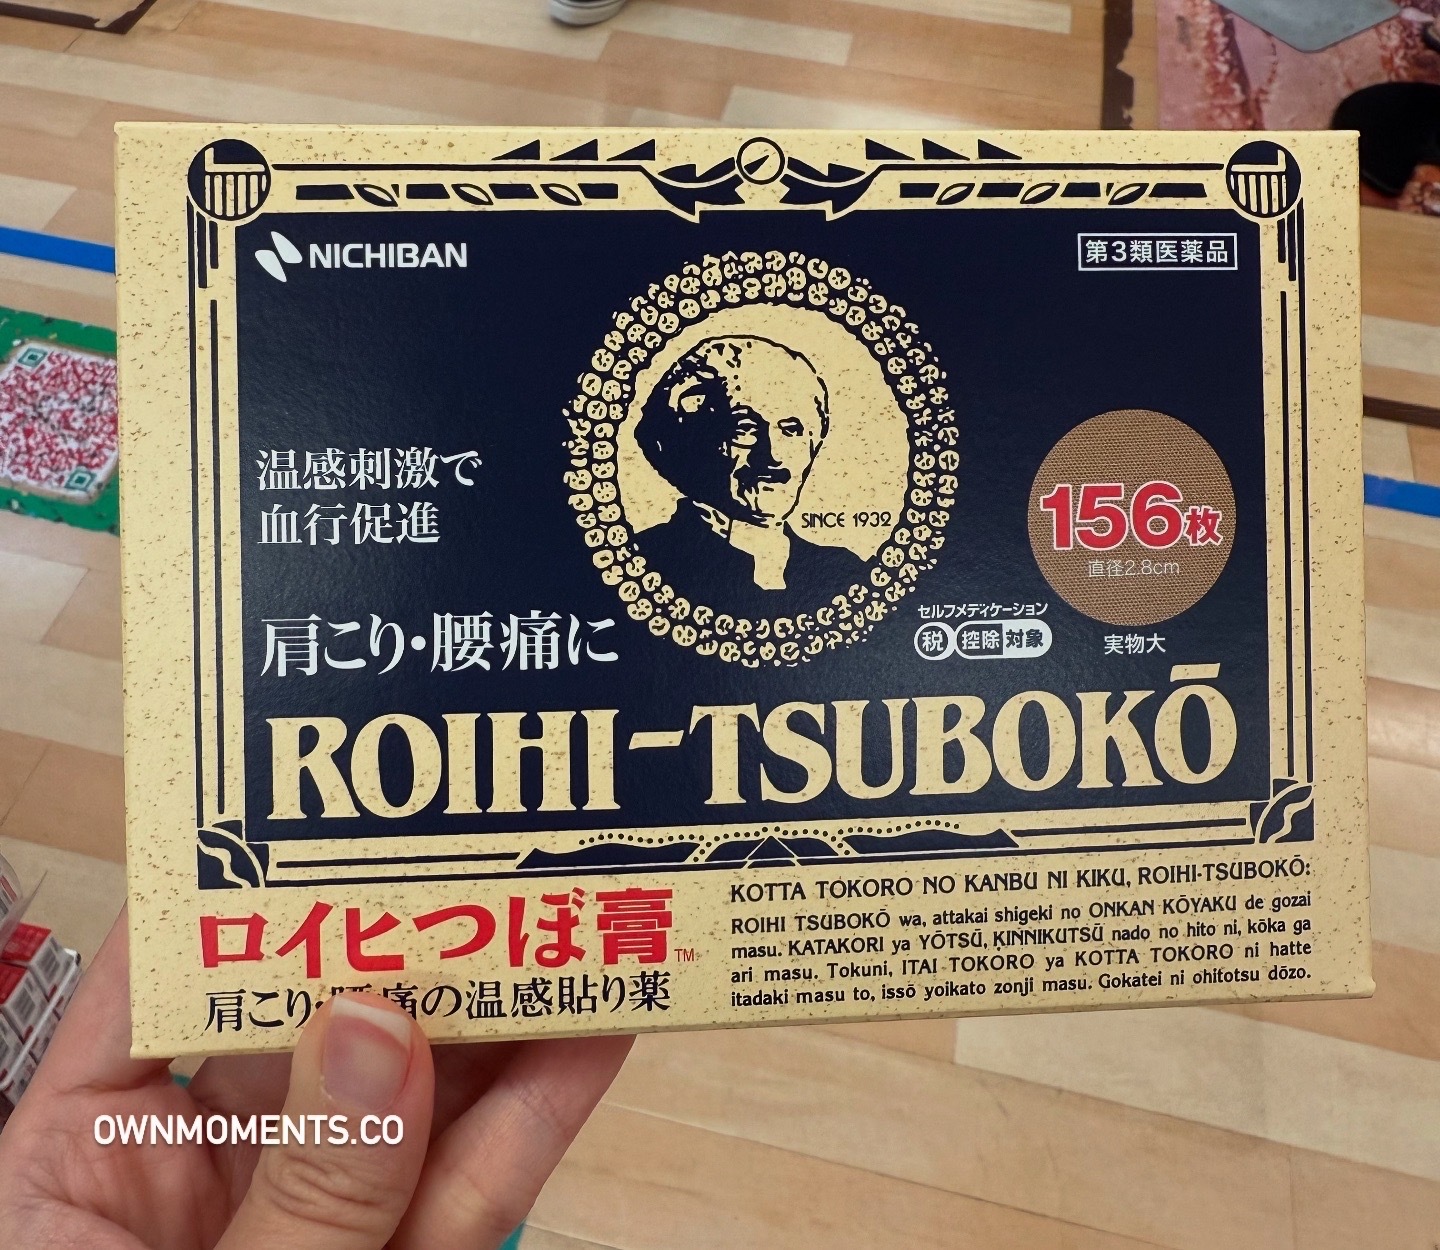 NICHIBAN
第3類医薬品
温感刺激で
血行促進
SINCE 1932
156枚
直径2.8cm
実物大
肩こり・腰痛に
セルフメディケーション
税 控除 対象
ROIHI-TSUBOKŌ
ロイヒつぼ膏™
肩こり・腰痛の温感貼り薬
KOTTA TOKORO NO KANBU NI KIKU, ROIHI-TSUBOKŌ:
ROIHI TSUBOKŌ wa, attakai shigeki no ONKAN KŌYAKU de gozai
masu. KATAKORI ya YŌTSŪ, KINNIKUTSŪ nado no hito ni, kōka ga
ari masu. Tokuni, ITAI TOKORO ya KOTTA TOKORO ni hatte
itadaki masu to, issō yoikato zonji masu. Gokatei ni ohitotsu dōzo.
OWNMOMENTS.CO